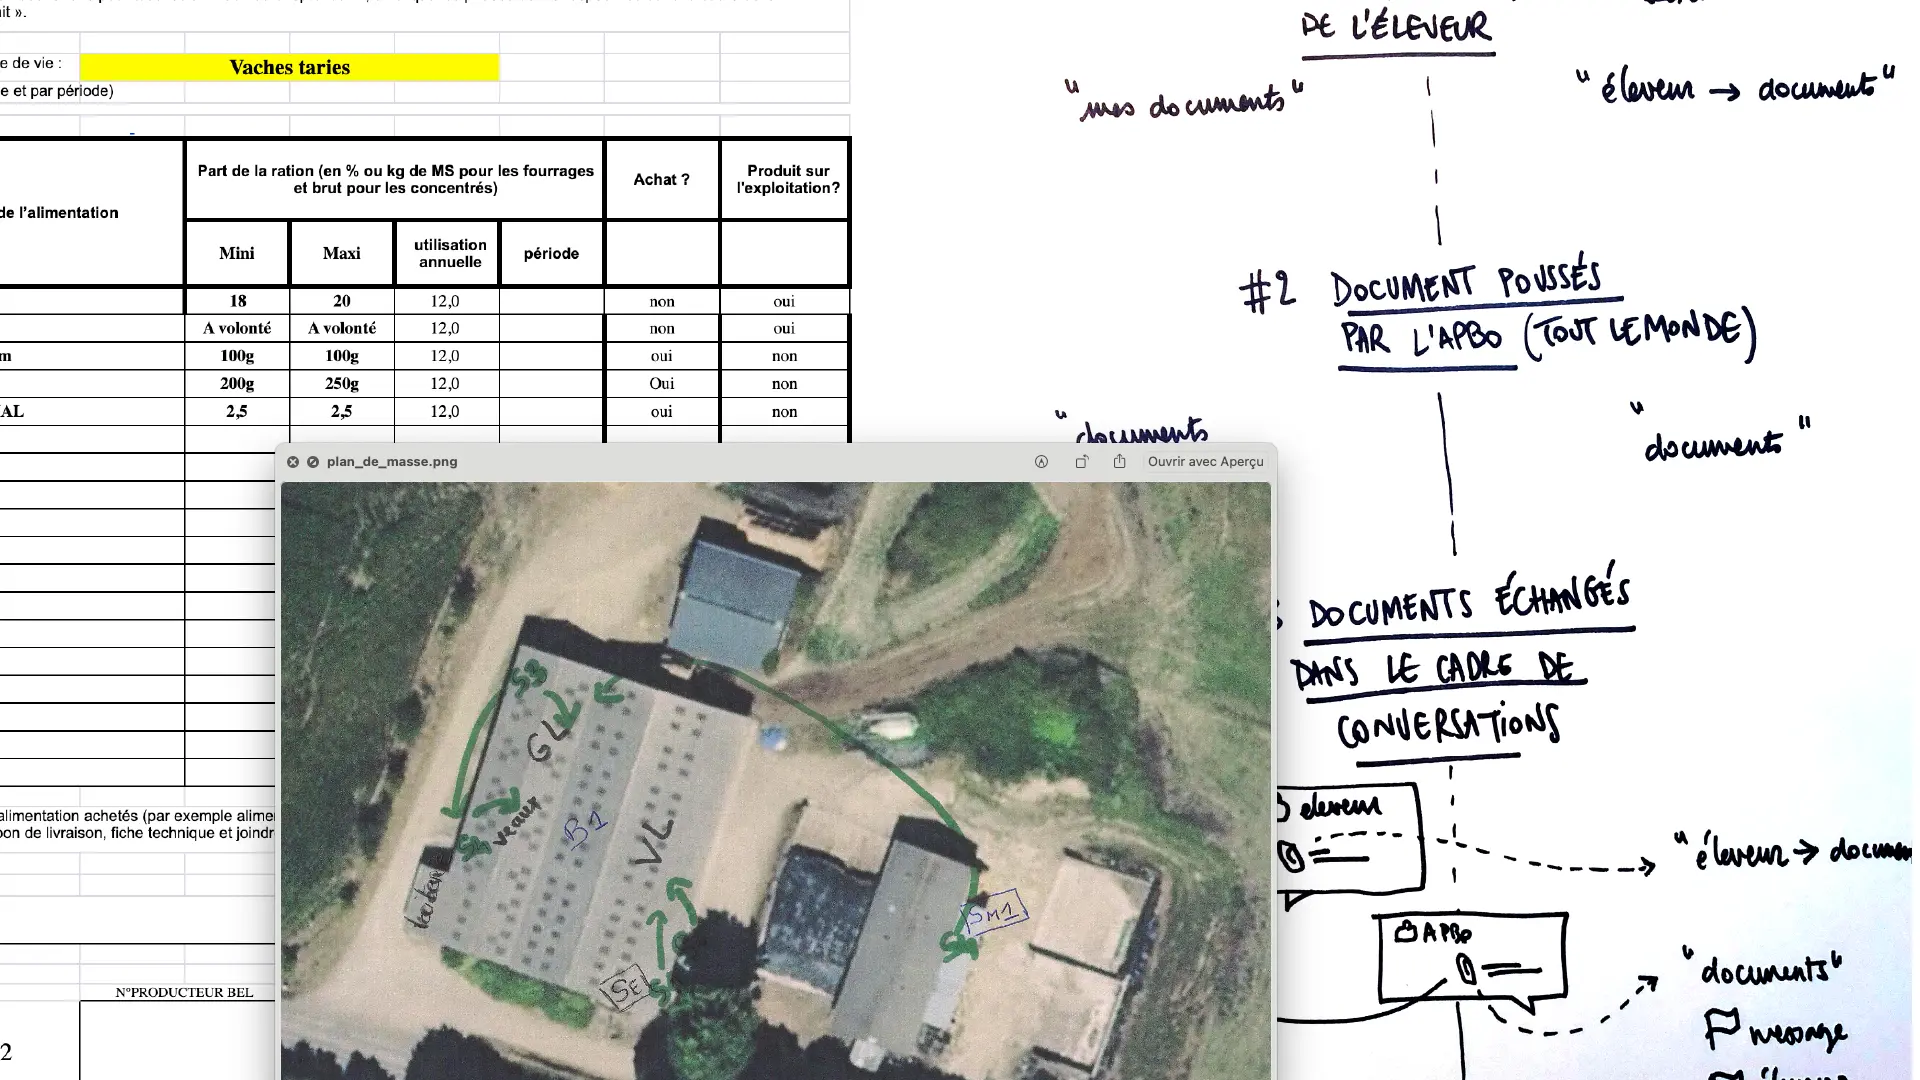 it ».
e de vie :
Vaches taries
e et par période)
de l'alimentation
Part de la ration (en % ou kg de MS pour les fourrages
et brut pour les concentrés)
Achat ?
Produit sur
l'exploitation?
Mini
Maxi
utilisation
annuelle
période
18 20 12,0 non oui
A volonté A volonté 12,0 non oui
m 100g 100g 12,0 oui non
200g 250g 12,0 Oui non
AL 2,5 2,5 12,0 oui non
alimentation achetés (par exemple alime
on de livraison, fiche technique et joindr
N°PRODUCTEUR BEL
2
plan_de_masse.png
Ouvrir avec Aperçu
S3
GL
S4
veaux
B1
VL
SE
SM1
DE L'ÉLEVEUR
"mes documents"
"éleveur → documents"
#2 DOCUMENT POUSSÉS
PAR L'APBO (TOUT LE MONDE)
"documents
"documents"
DOCUMENTS ÉCHANGÉS
DANS LE CADRE DE
CONVERSATIONS
eleveur
"éleveur → documen
APBO
"documents"
message